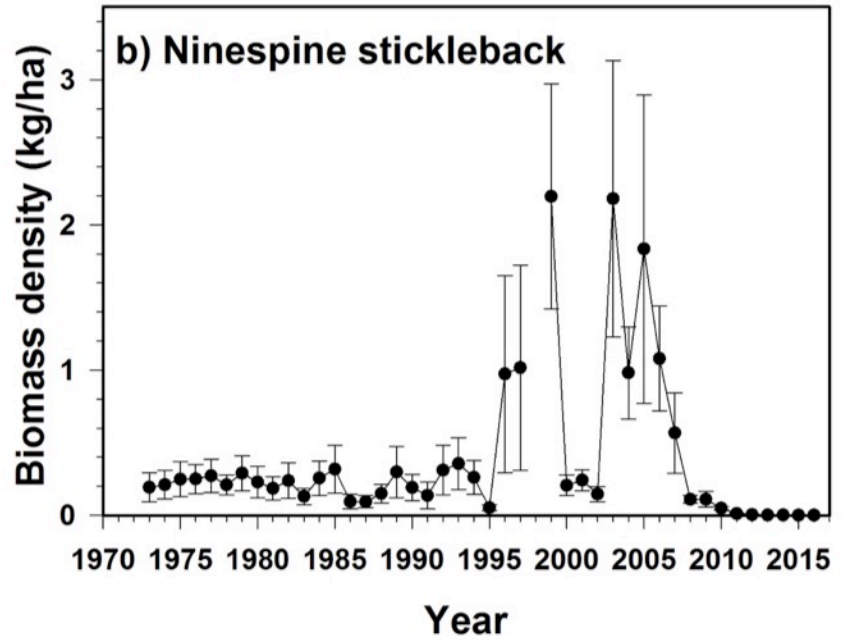 b) Ninespine stickleback
Biomass density (kg/ha)
3
2
1
0
1970 1975 1980 1985 1990 1995 2000 2005 2010 2015
Year